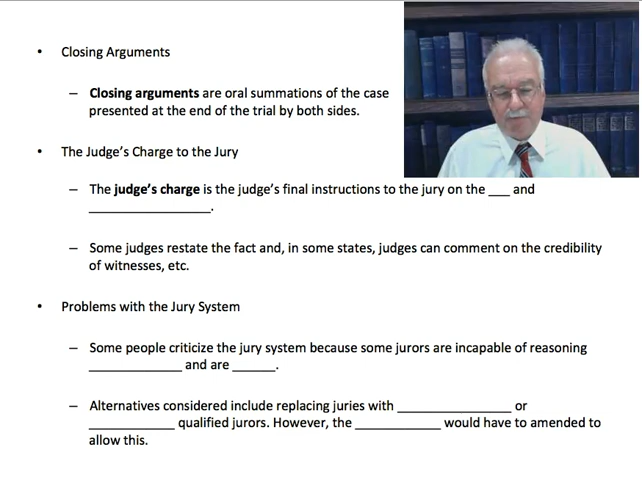 • Closing Arguments
– Closing arguments are oral summations of the case
presented at the end of the trial by both sides.
• The Judge's Charge to the Jury
– The judge's charge is the judge's final instructions to the jury on the ___ and
_________________.
– Some judges restate the fact and, in some states, judges can comment on the credibility
of witnesses, etc.
• Problems with the Jury System
– Some people criticize the jury system because some jurors are incapable of reasoning
_____________ and are ______.
– Alternatives considered include replacing juries with ________________ or
____________ qualified jurors. However, the ____________ would have to amended to
allow this.